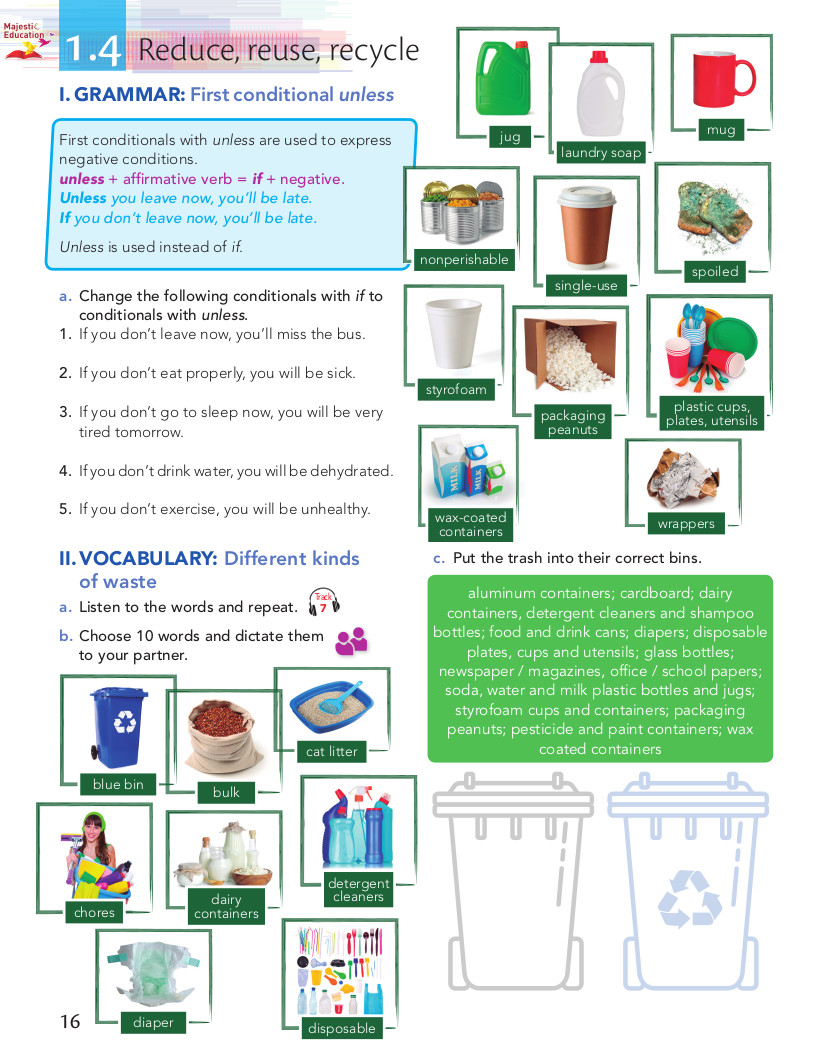 Majestic
Education
1.4 Reduce, reuse, recycle
I. GRAMMAR: First conditional unless
First conditionals with unless are used to express
negative conditions.
unless + affirmative verb = if + negative.
Unless you leave now, you'll be late.
If you don't leave now, you'll be late.
Unless is used instead of if.
a. Change the following conditionals with if to
conditionals with unless.
1. If you don't leave now, you'll miss the bus.
2. If you don't eat properly, you will be sick.
3. If you don't go to sleep now, you will be very
tired tomorrow.
4. If you don't drink water, you will be dehydrated.
5. If you don't exercise, you will be unhealthy.
II. VOCABULARY: Different kinds
of waste
a. Listen to the words and repeat.
Track
7
b. Choose 10 words and dictate them
to your partner.
blue bin
bulk
cat litter
chores
dairy
containers
detergent
cleaners
diaper
disposable
jug
laundry soap
mug
nonperishable
single-use
spoiled
styrofoam
packaging
peanuts
plastic cups,
plates, utensils
MILK
MILK
wax-coated
containers
wrappers
c. Put the trash into their correct bins.
aluminum containers; cardboard; dairy
containers, detergent cleaners and shampoo
bottles; food and drink cans; diapers; disposable
plates, cups and utensils; glass bottles;
newspaper / magazines, office / school papers;
soda, water and milk plastic bottles and jugs;
styrofoam cups and containers; packaging
peanuts; pesticide and paint containers; wax
coated containers
16